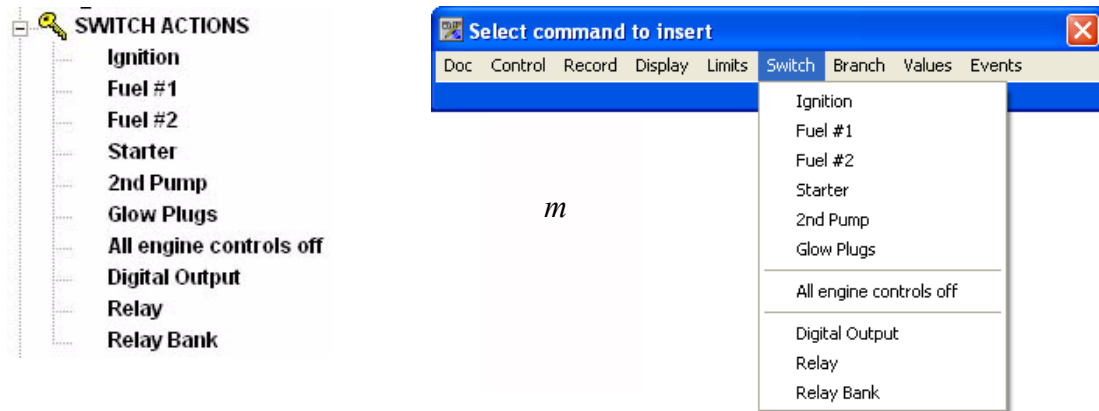 SWITCH ACTIONS
Ignition
Fuel #1
Fuel #2
Starter
2nd Pump
Glow Plugs
All engine controls off
Digital Output
Relay
Relay Bank
Select command to insert
Doc Control Record Display Limits Switch Branch Values Events
Ignition
Fuel #1
Fuel #2
Starter
2nd Pump
Glow Plugs
All engine controls off
Digital Output
Relay
Relay Bank
m